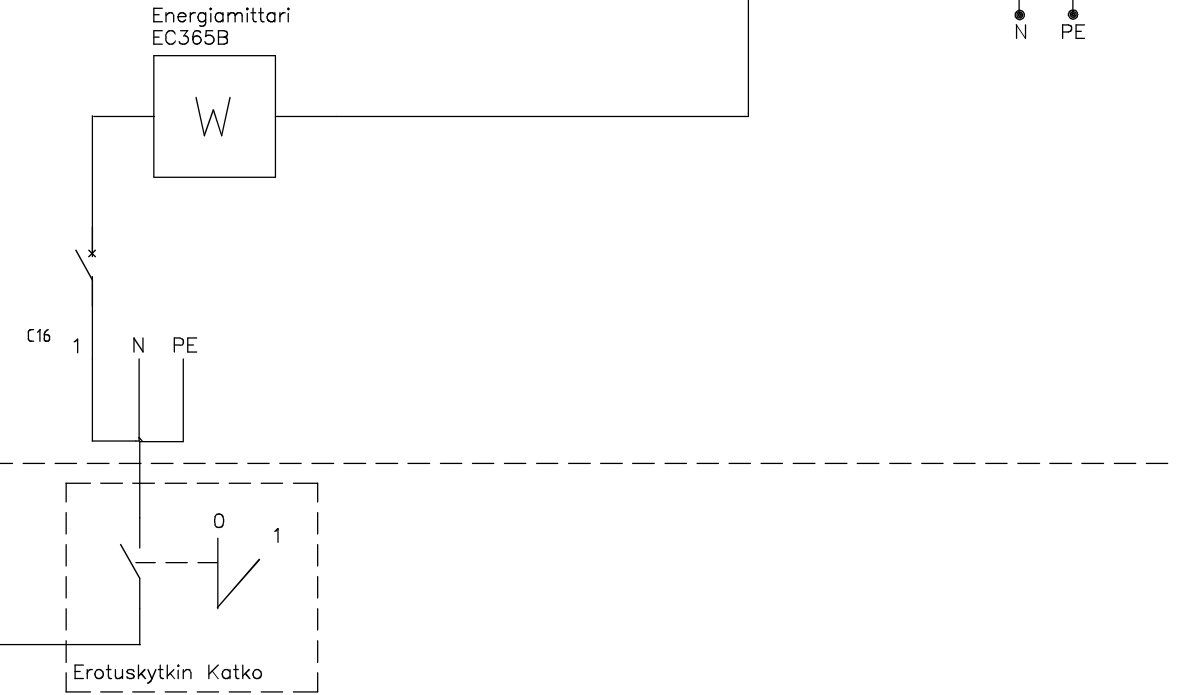 Energiamittari
EC365B
N PE
W
C16
1 N PE
0
1
Erotuskytkin Katko